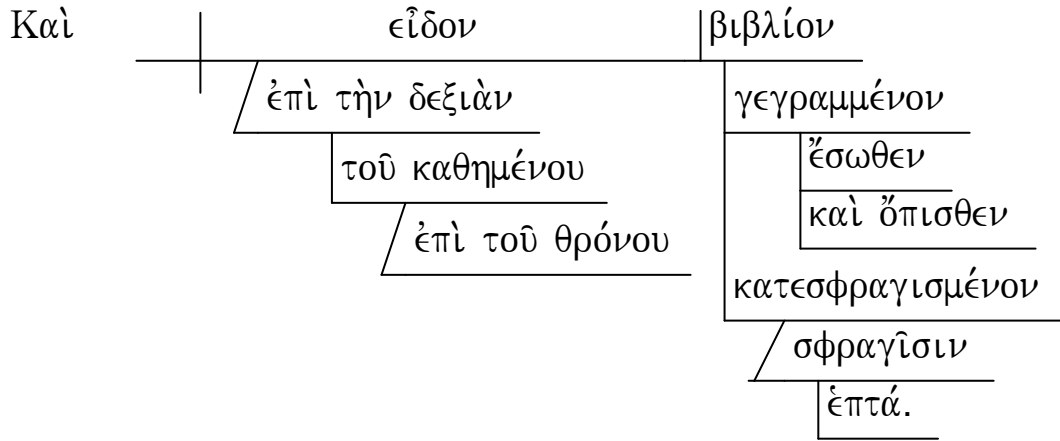 Καὶ εἶδον βιβλίον
ἐπὶ τὴν δεξιὰν γεγραμμένον
τοῦ καθημένου ἔσωθεν
ἐπὶ τοῦ θρόνου καὶ ὄπισθεν
κατεσφραγισμένον
σφραγῖσιν
ἑπτά.